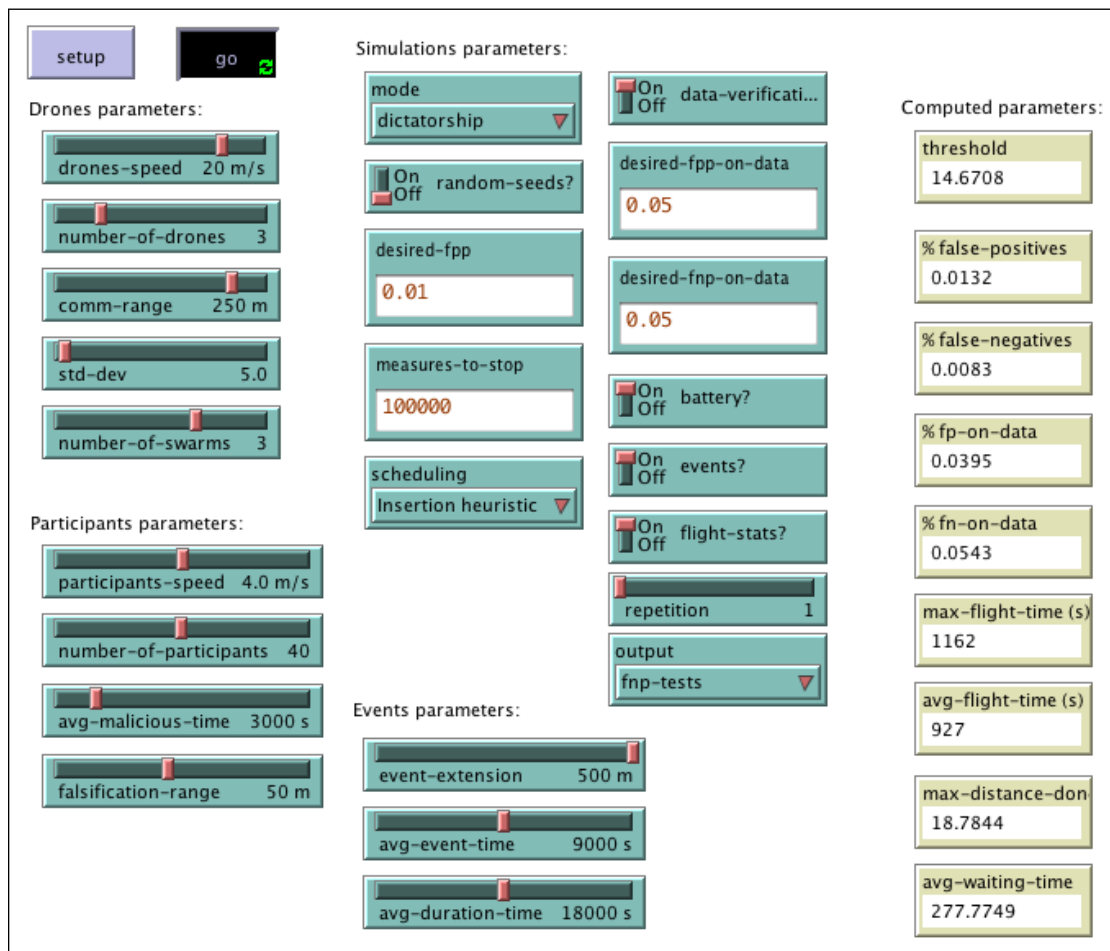 setup
go
Drones parameters:
drones-speed 20 m/s
number-of-drones 3
comm-range 250 m
std-dev 5.0
number-of-swarms 3
Participants parameters:
participants-speed 4.0 m/s
number-of-participants 40
avg-malicious-time 3000 s
falsification-range 50 m
Simulations parameters:
mode
dictatorship
On
Off
random-seeds?
desired-fpp
0.01
measures-to-stop
100000
scheduling
Insertion heuristic
On
Off
data-verificati...
desired-fpp-on-data
0.05
desired-fnp-on-data
0.05
On
Off
battery?
On
Off
events?
On
Off
flight-stats?
repetition 1
output
fnp-tests
Events parameters:
event-extension 500 m
avg-event-time 9000 s
avg-duration-time 18000 s
Computed parameters:
threshold
14.6708
% false-positives
0.0132
% false-negatives
0.0083
% fp-on-data
0.0395
% fn-on-data
0.0543
max-flight-time (s)
1162
avg-flight-time (s)
927
max-distance-don
18.7844
avg-waiting-time
277.7749